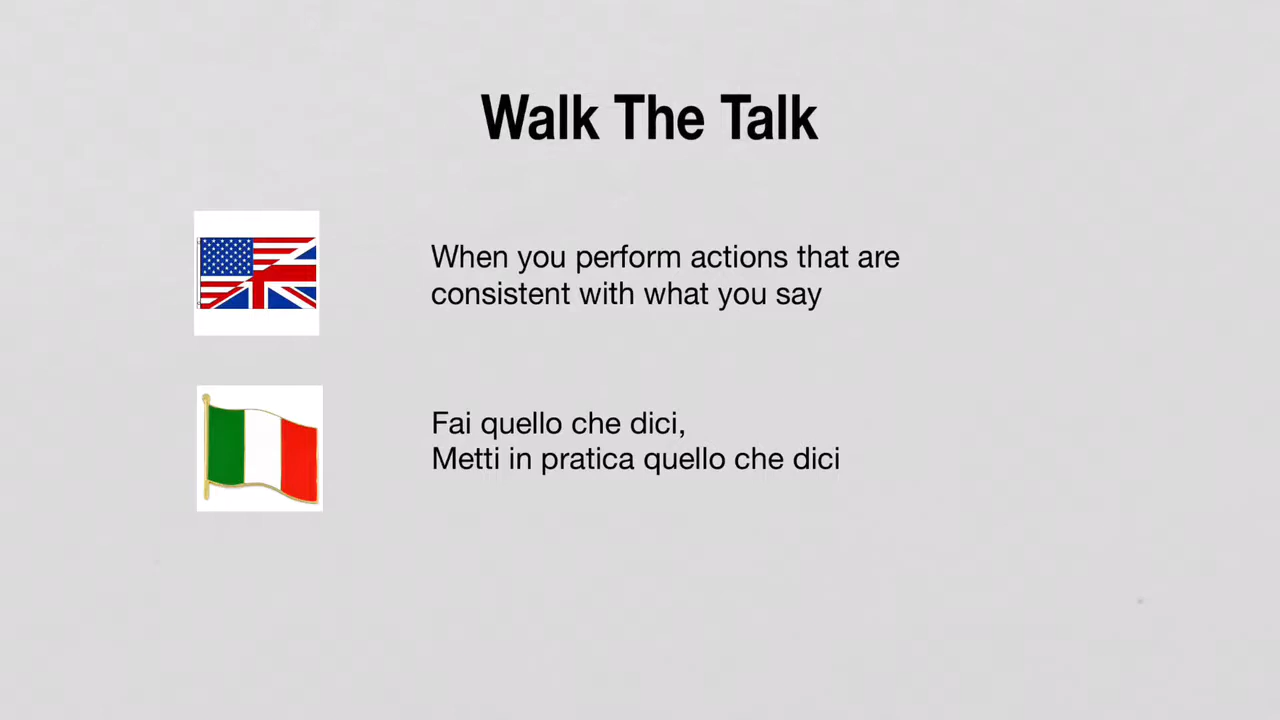 Walk The Talk
When you perform actions that are
consistent with what you say
Fai quello che dici,
Metti in pratica quello che dici